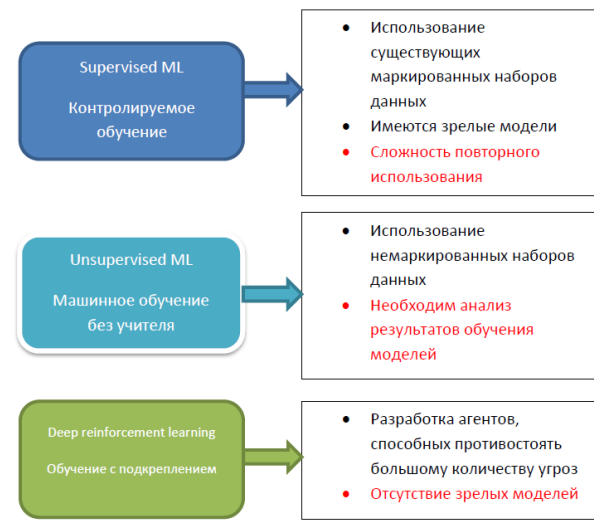 Supervised ML
Контролируемое
обучение
• Использование
существующих
маркированных наборов
данных
• Имеются зрелые модели
• Сложность повторного
использования
Unsupervised ML
Машинное обучение
без учителя
• Использование
немаркированных наборов
данных
• Необходим анализ
результатов обучения
моделей
Deep reinforcement learning
Обучение с подкреплением
• Разработка агентов,
способных противостоять
большому количеству угроз
• Отсутствие зрелых моделей